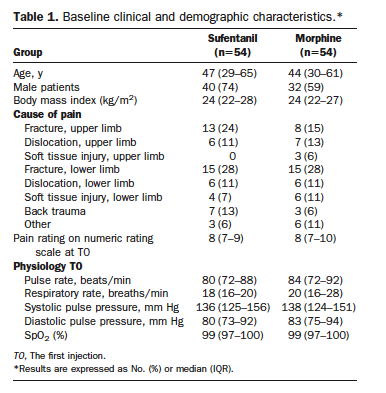 Table 1. Baseline clinical and demographic characteristics.*
Sufentanil Morphine
Group (n=54) (n=54)
Age, y 47 (29–65) 44 (30–61)
Male patients 40 (74) 32 (59)
Body mass index (kg/m²) 24 (22–28) 24 (22–27)
Cause of pain
Fracture, upper limb 13 (24) 8 (15)
Dislocation, upper limb 6 (11) 7 (13)
Soft tissue injury, upper limb 0 3 (6)
Fracture, lower limb 15 (28) 15 (28)
Dislocation, lower limb 6 (11) 6 (11)
Soft tissue injury, lower limb 4 (7) 6 (11)
Back trauma 7 (13) 3 (6)
Other 3 (6) 6 (11)
Pain rating on numeric rating 8 (7–9) 8 (7–10)
scale at T0
Physiology T0
Pulse rate, beats/min 80 (72–88) 84 (72–92)
Respiratory rate, breaths/min 18 (16–20) 20 (16–28)
Systolic pulse pressure, mm Hg 136 (125–156) 138 (124–151)
Diastolic pulse pressure, mm Hg 80 (73–92) 83 (75–94)
SpO₂ (%) 99 (97–100) 99 (97–100)
T0, The first injection.
*Results are expressed as No. (%) or median (IQR).